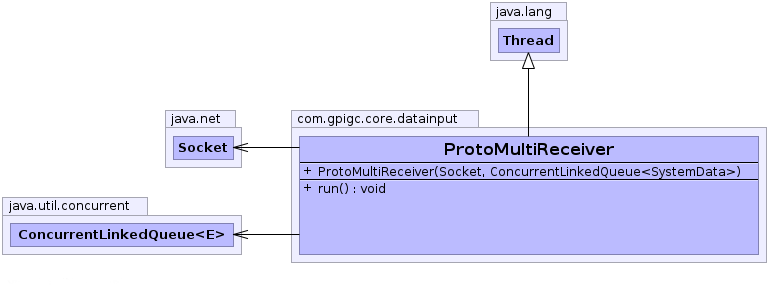 java.lang
Thread
java.net
Socket
com.gpigc.core.datainput
ProtoMultiReceiver
+ ProtoMultiReceiver(Socket, ConcurrentLinkedQueue<SystemData>)
+ run() : void
java.util.concurrent
ConcurrentLinkedQueue<E>